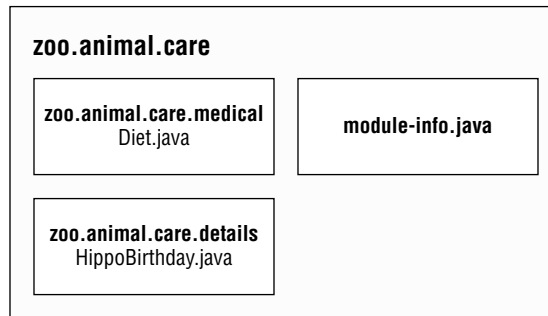 zoo.animal.care
zoo.animal.care.medical
Diet.java
module-info.java
zoo.animal.care.details
HippoBirthday.java